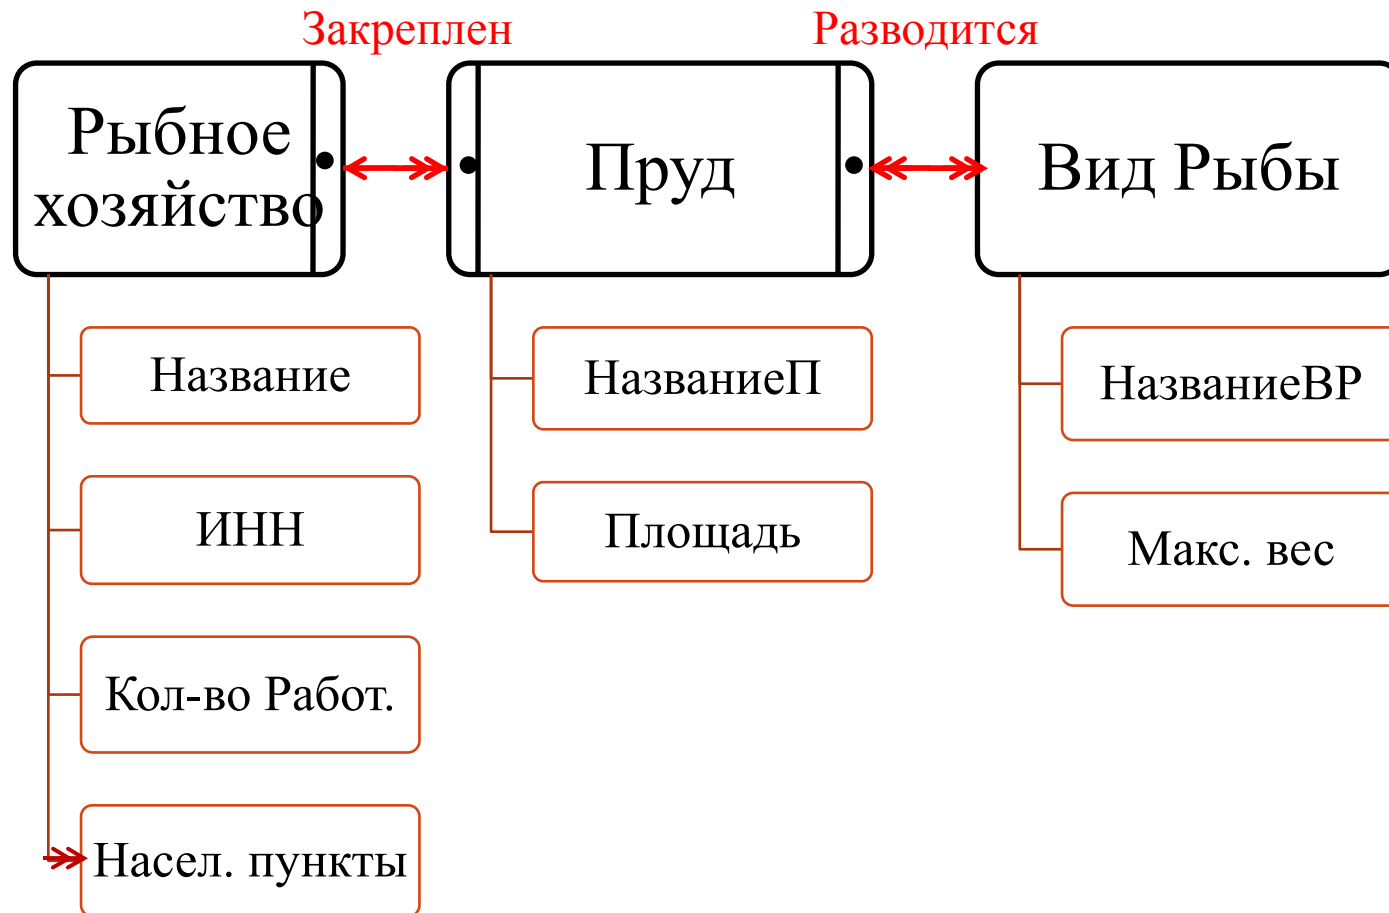 Закреплен
Разводится
Рыбное
хозяйство
Пруд
Вид Рыбы
Название
НазваниеП
НазваниеВР
ИНН
Площадь
Макс. вес
Кол-во Работ.
Насел. пункты